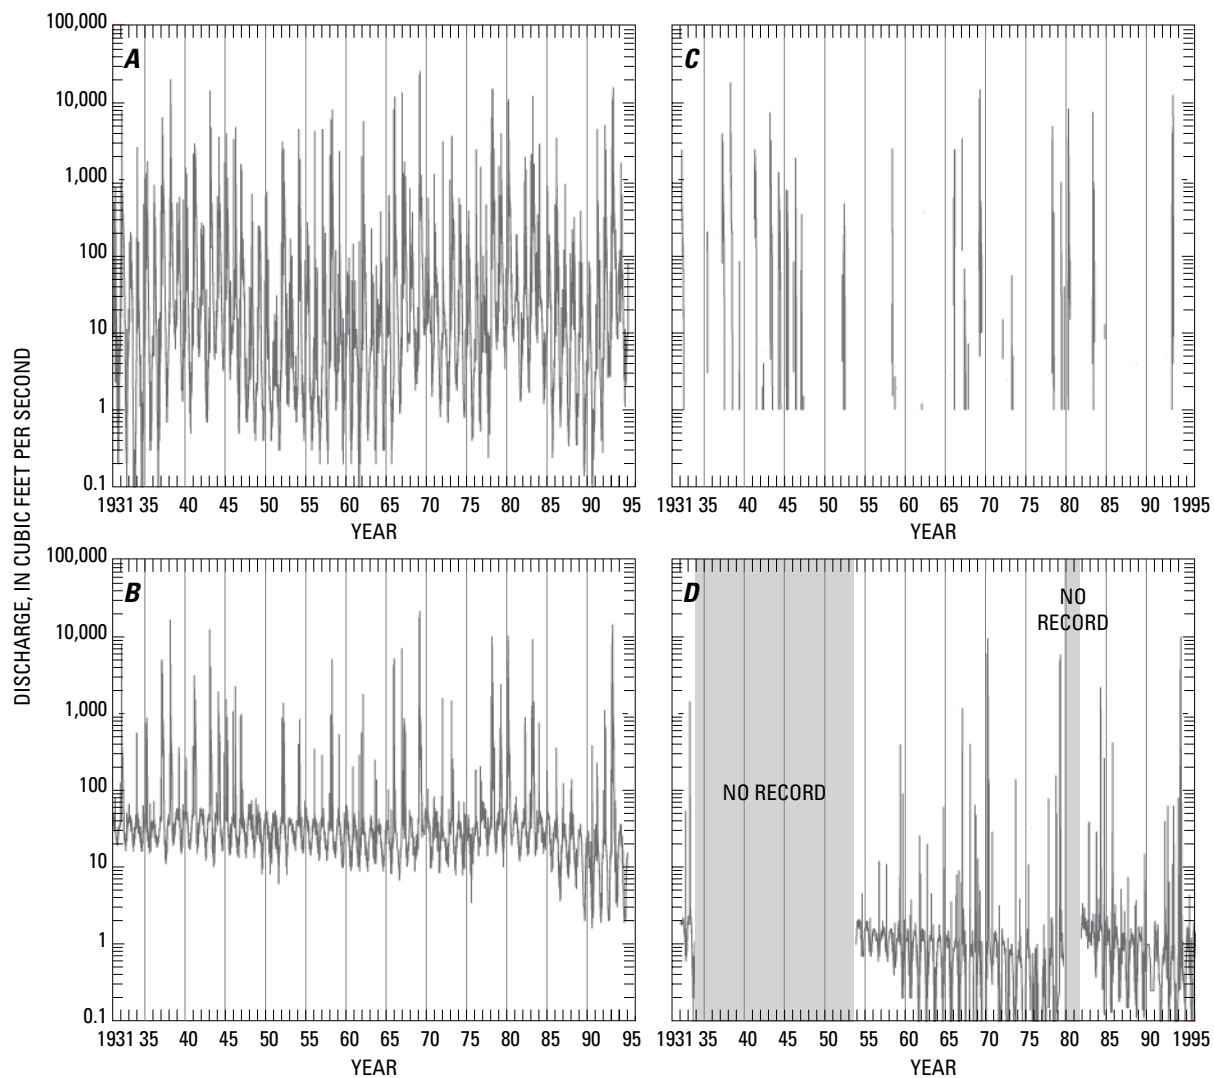 DISCHARGE, IN CUBIC FEET PER SECOND
A
100,000
10,000
1,000
100
10
1
0.1
1931 35 40 45 50 55 60 65 70 75 80 85 90 95
YEAR
C
1931 35 40 45 50 55 60 65 70 75 80 85 90 1995
YEAR
B
100,000
10,000
1,000
100
10
1
0.1
1931 35 40 45 50 55 60 65 70 75 80 85 90 95
YEAR
D
NO RECORD
NO
RECORD
1931 35 40 45 50 55 60 65 70 75 80 85 90 1995
YEAR